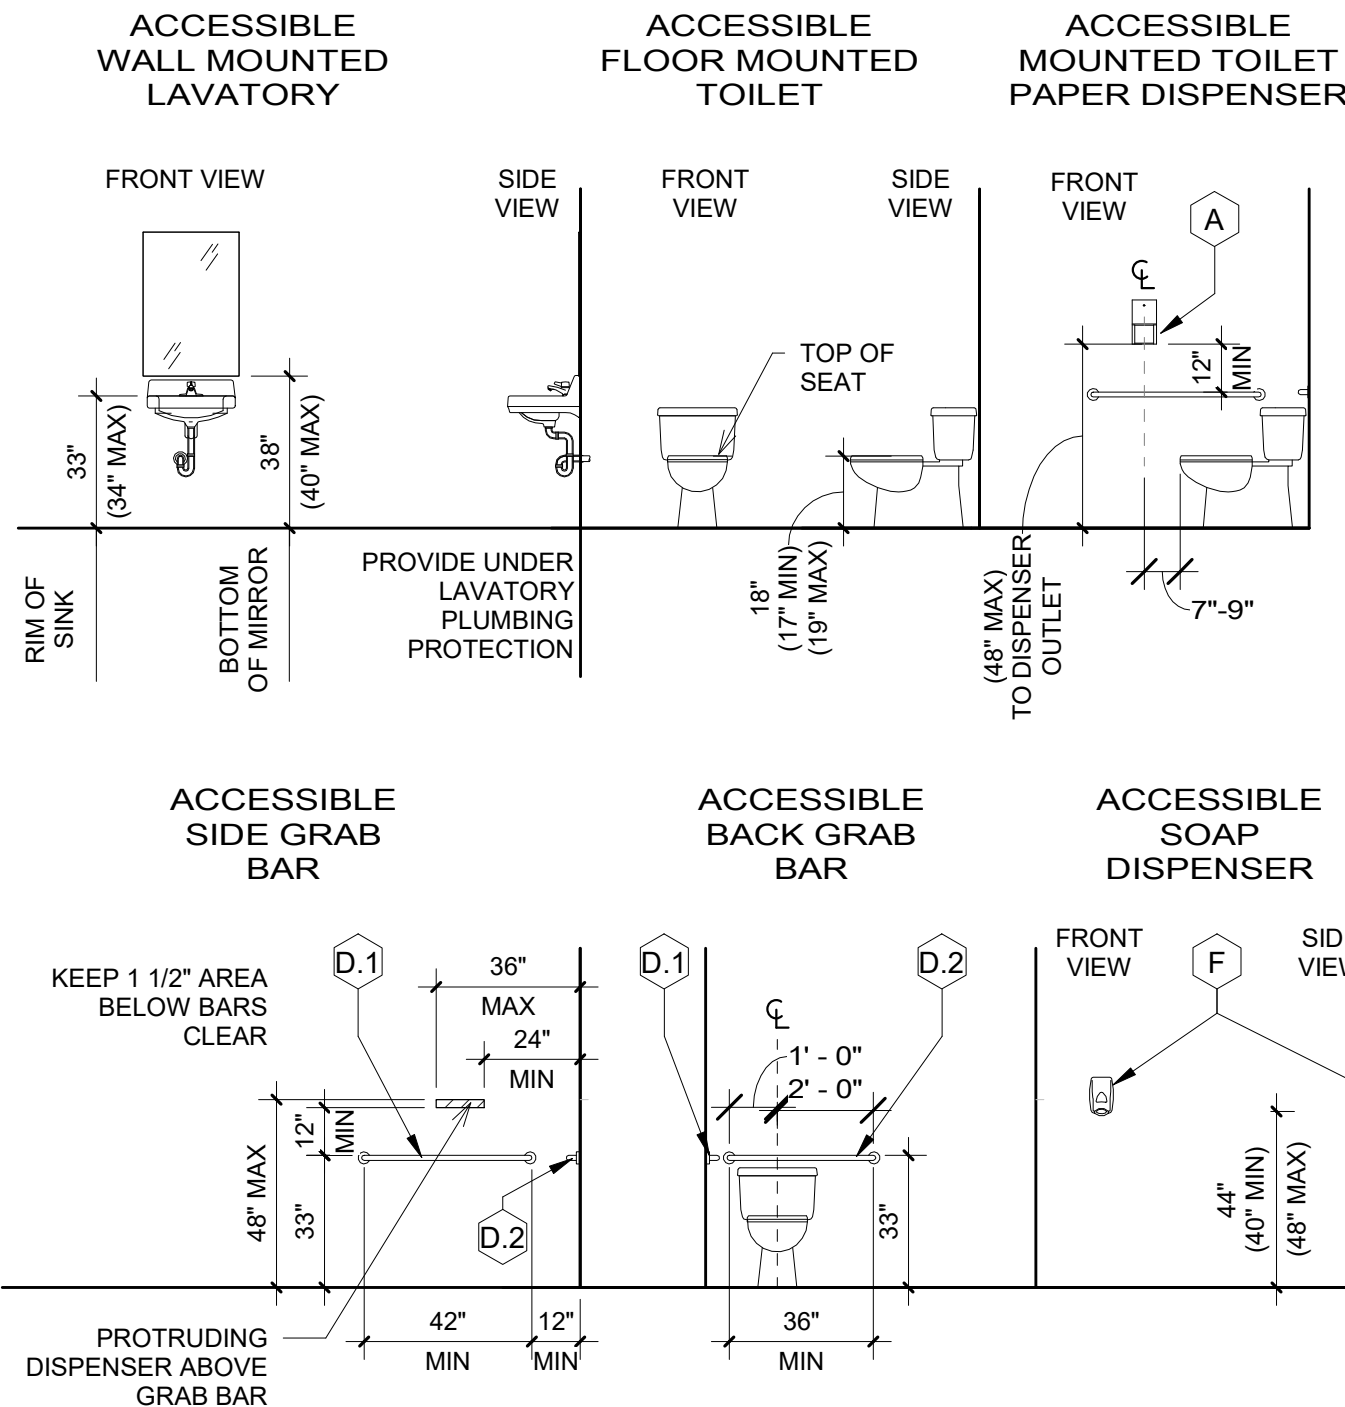 ACCESSIBLE
WALL MOUNTED
LAVATORY
FRONT VIEW
SIDE
VIEW
33"
(34" MAX)
38"
(40" MAX)
RIM OF
SINK
BOTTOM
OF MIRROR
PROVIDE UNDER
LAVATORY
PLUMBING
PROTECTION
ACCESSIBLE
FLOOR MOUNTED
TOILET
FRONT
VIEW
SIDE
VIEW
TOP OF
SEAT
18"
(17" MIN)
(19" MAX)
ACCESSIBLE
MOUNTED TOILET
PAPER DISPENSER
FRONT
VIEW
A
CL
12"
MIN
(48" MAX)
TO DISPENSER
OUTLET
7"-9"
ACCESSIBLE
SIDE GRAB
BAR
KEEP 1 1/2" AREA
BELOW BARS
CLEAR
D.1
36"
MAX
24"
MIN
48" MAX
12"
MIN
33"
D.2
42"
MIN
12"
MIN
PROTRUDING
DISPENSER ABOVE
GRAB BAR
ACCESSIBLE
BACK GRAB
BAR
D.1
D.2
CL
1' - 0"
2' - 0"
33"
36"
MIN
ACCESSIBLE
SOAP
DISPENSER
FRONT
VIEW
F
SID
VIEW
44"
(40" MIN)
(48" MAX)